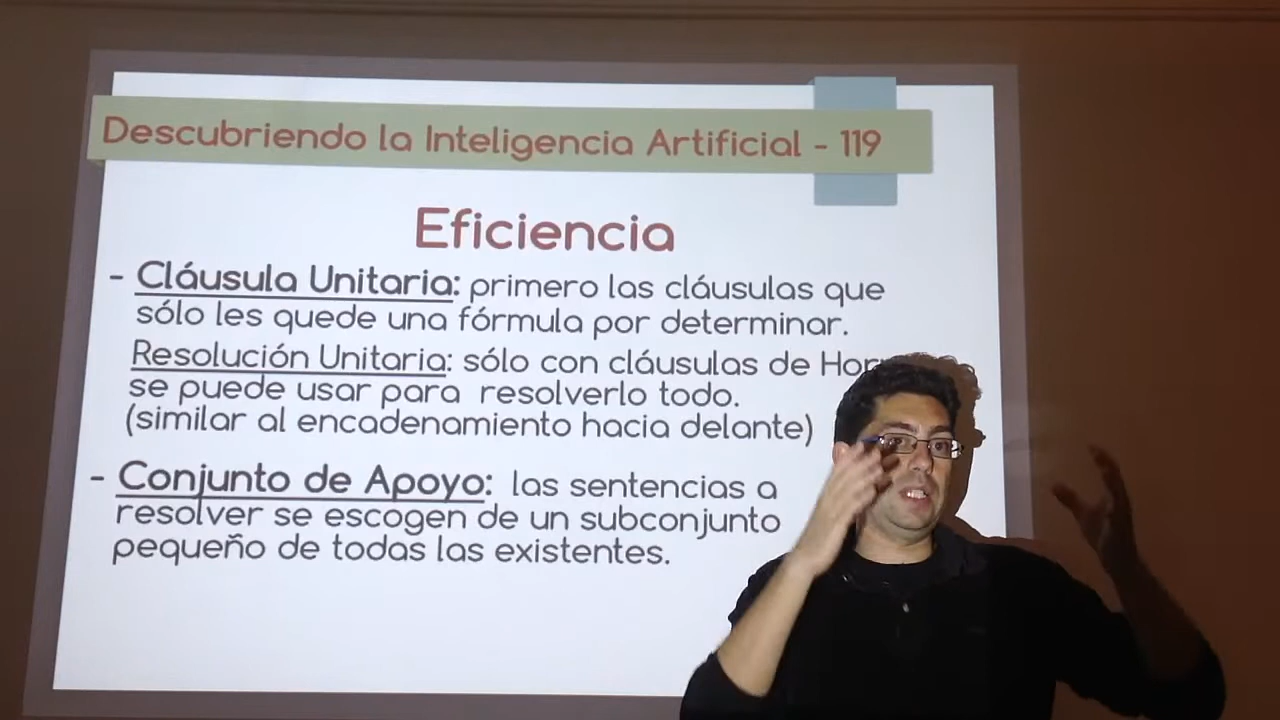 Descubriendo la Inteligencia Artificial - 119
Eficiencia
- Cláusula Unitaria: primero las cláusulas que
sólo les quede una fórmula por determinar.
Resolución Unitaria: sólo con cláusulas de
se puede usar para resolverlo todo.
(similar al encadenamiento hacia delante)
- Conjunto de Apoyo: las sentencias a
resolver se escogen de un subconjunto
pequeño de todas las existentes.